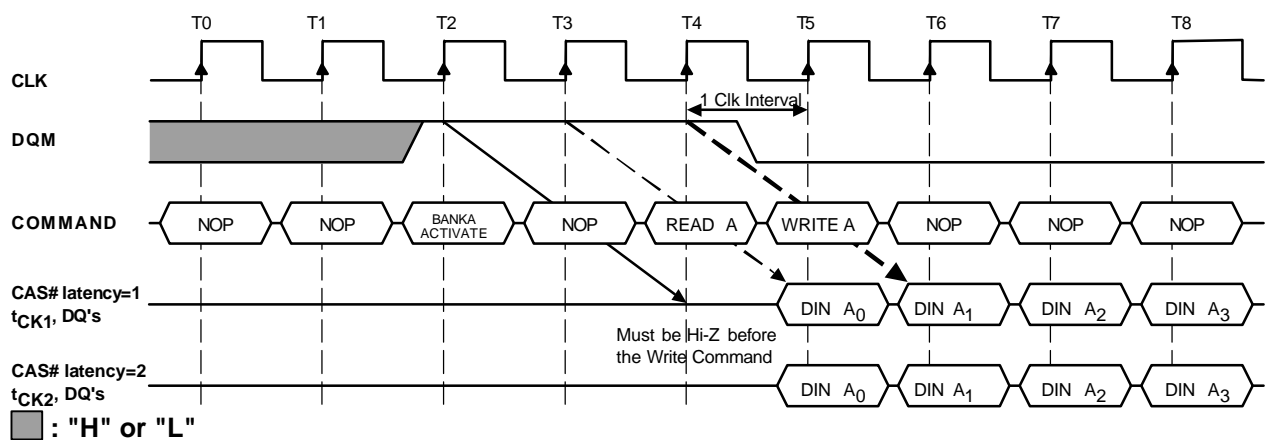 T0 T1 T2 T3 T4 T5 T6 T7 T8
CLK
1 Clk Interval
DQM
COMMAND NOP NOP BANKA ACTIVATE NOP READ A WRITE A NOP NOP NOP
CAS# latency=1
tCK1, DQ's
DIN A0 DIN A1 DIN A2 DIN A3
Must be Hi-Z before
the Write Command
CAS# latency=2
tCK2, DQ's
DIN A0 DIN A1 DIN A2 DIN A3
: "H" or "L"